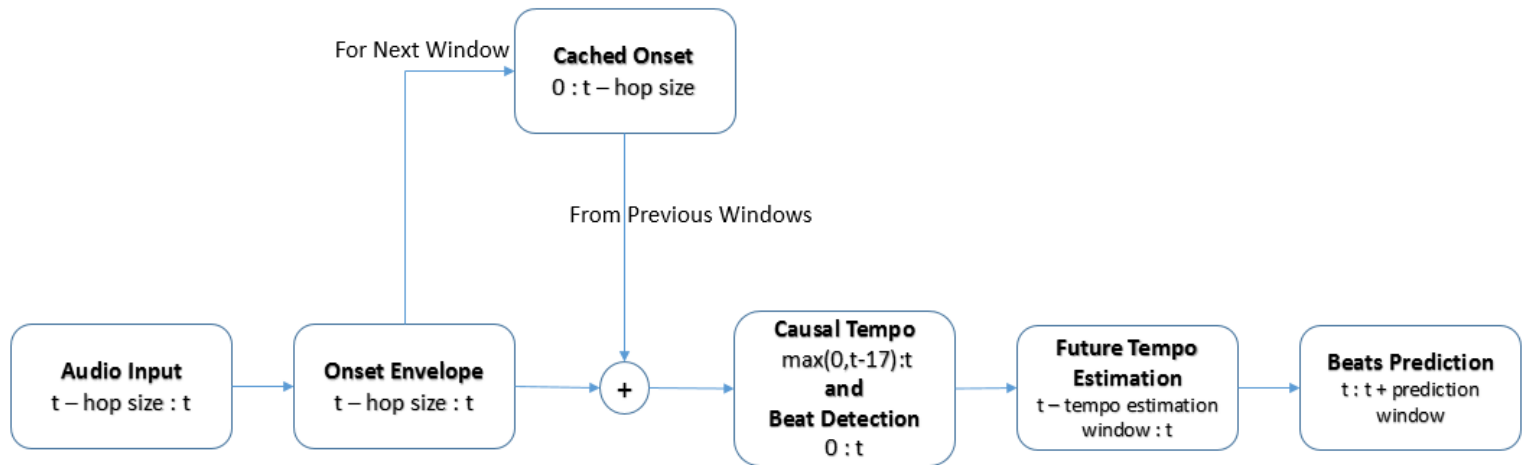 For Next Window
Cached Onset
0 : t – hop size
From Previous Windows
Audio Input
t – hop size : t
Onset Envelope
t – hop size : t
+
Causal Tempo
max(0,t-17):t
and
Beat Detection
0 : t
Future Tempo
Estimation
t – tempo estimation
window : t
Beats Prediction
t : t + prediction
window